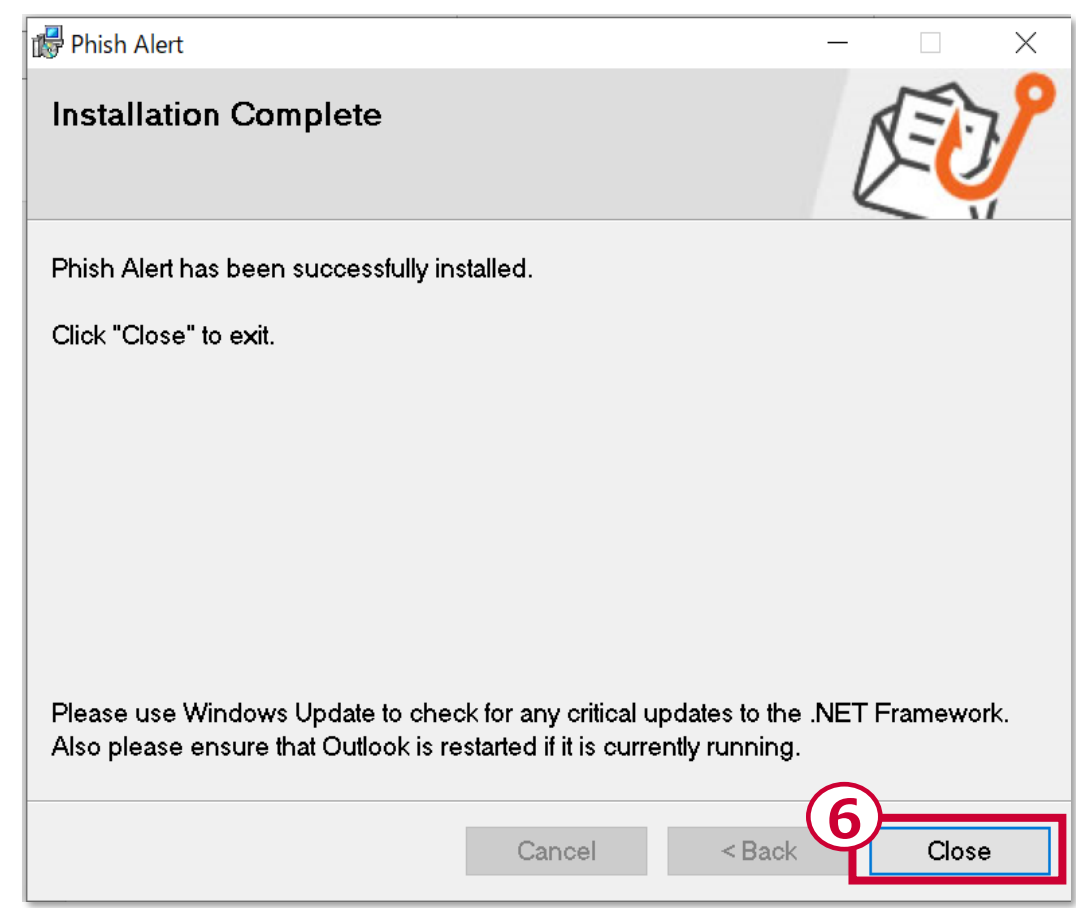 Phish Alert
Installation Complete
Phish Alert has been successfully installed.
Click "Close" to exit.
Please use Windows Update to check for any critical updates to the .NET Framework.
Also please ensure that Outlook is restarted if it is currently running.
6
Cancel
< Back
Close